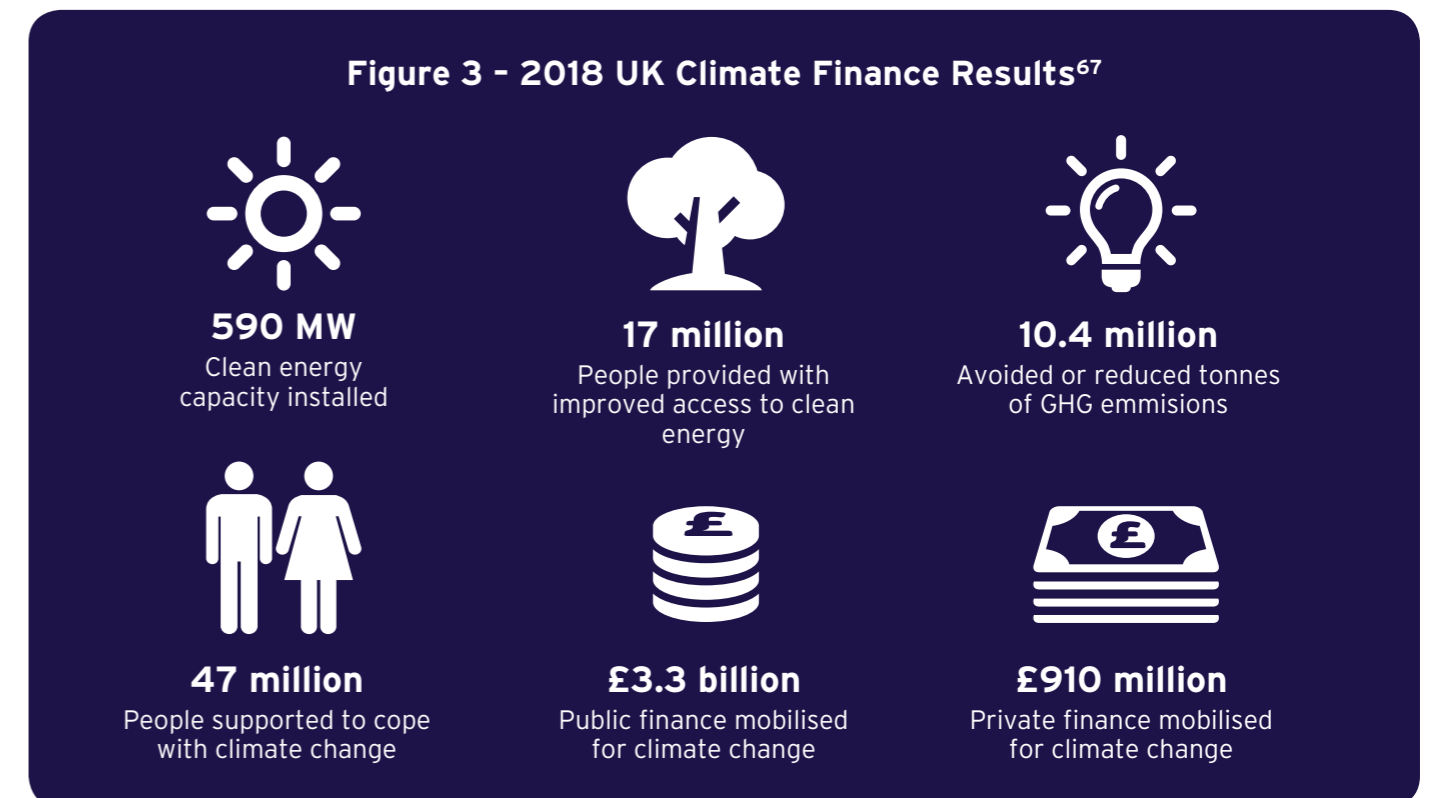 Figure 3 – 2018 UK Climate Finance Results⁶⁷
590 MW
Clean energy
capacity installed
17 million
People provided with
improved access to clean
energy
10.4 million
Avoided or reduced tonnes
of GHG emmisions
47 million
People supported to cope
with climate change
£
£3.3 billion
Public finance mobilised
for climate change
£
£910 million
Private finance mobilised
for climate change